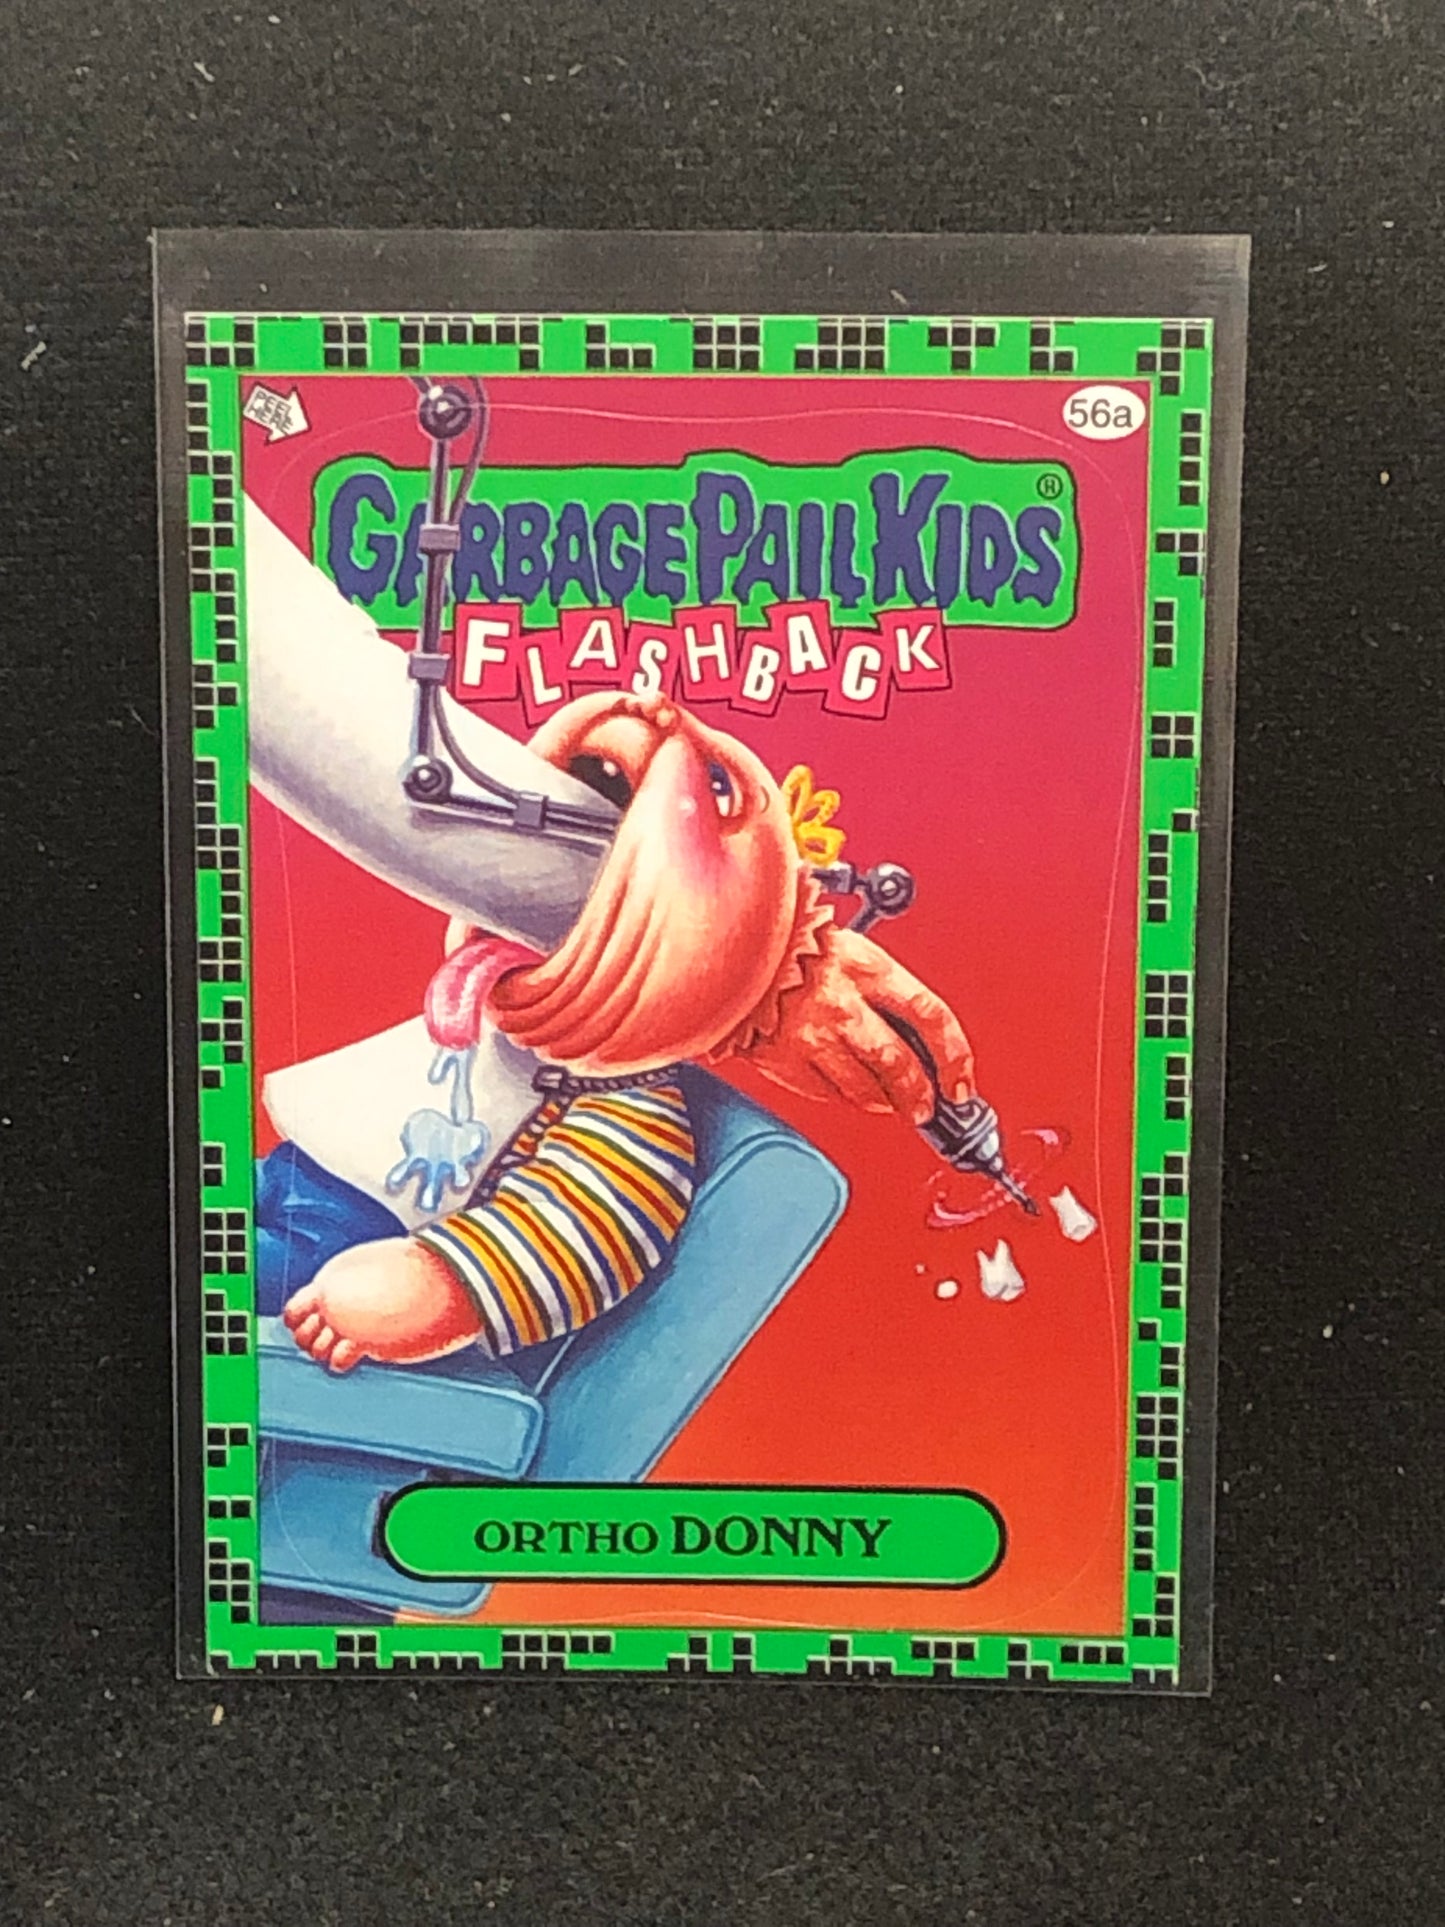 PEEL HERE
56a
GARBAGE PAIL KIDS ®
FLASHBACK
ORTHO DONNY